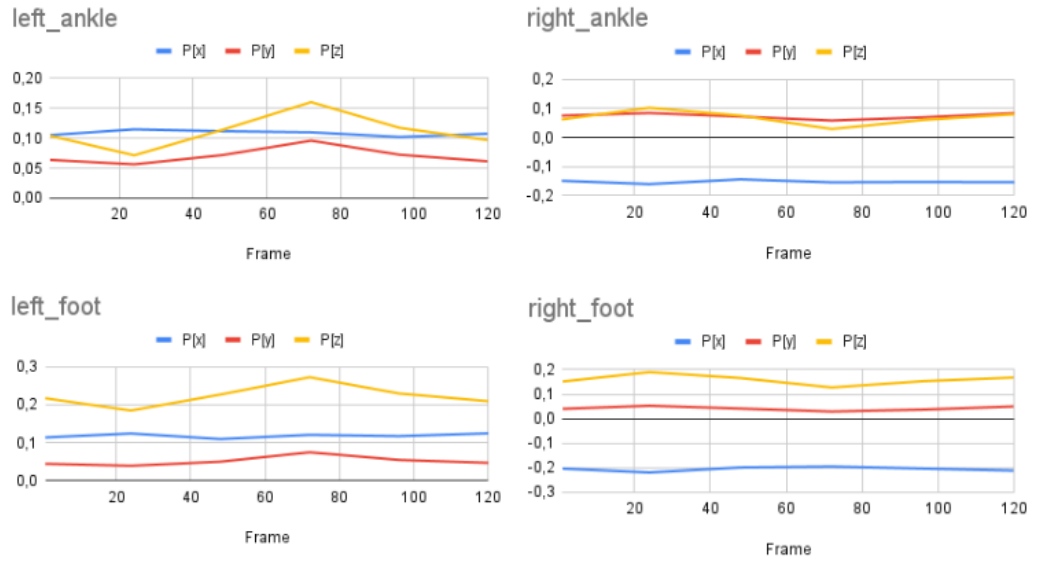 left_ankle
P[x] P[y] P[z]
0,20
0,15
0,10
0,05
0,00
20 40 60 80 100 120
Frame
right_ankle
P[x] P[y] P[z]
0,2
0,1
0,0
-0,1
-0,2
20 40 60 80 100 120
Frame
left_foot
P[x] P[y] P[z]
0,3
0,2
0,1
0,0
20 40 60 80 100 120
Frame
right_foot
P[x] P[y] P[z]
0,2
0,1
0,0
-0,1
-0,2
-0,3
20 40 60 80 100 120
Frame